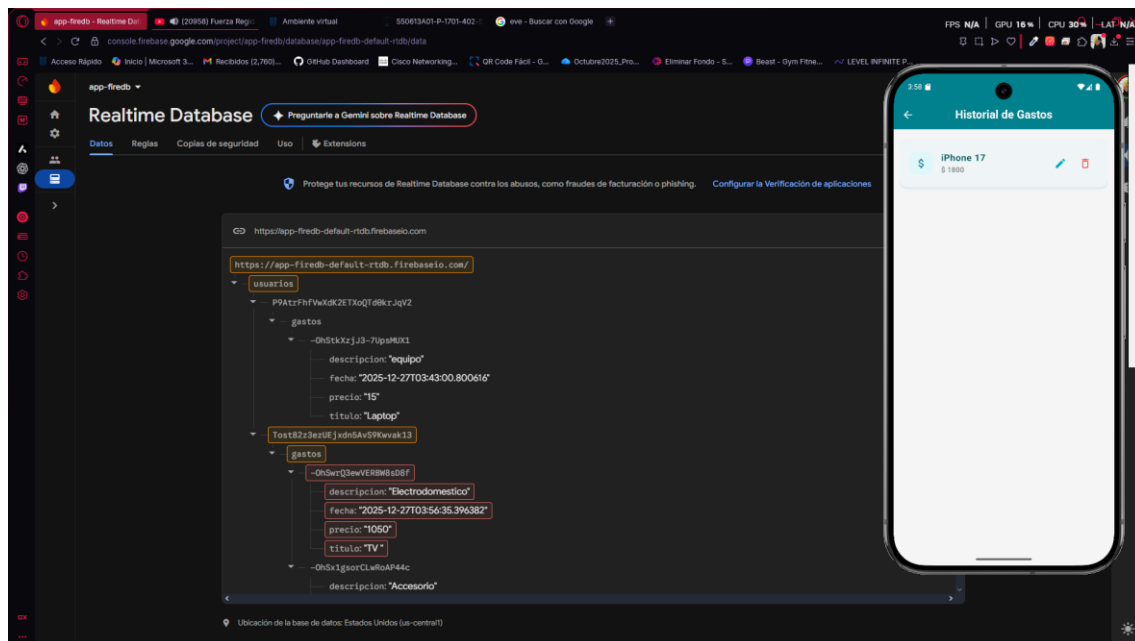 app-firedb - Realtime Dat
(20958) Fuerza Regi
Ambiente virtual
550613A01-P-1701-402-
eve - Buscar con Google
FPS N/A GPU 16% CPU 30% LAT N/A
console.firebase.google.com/project/app-firedb/database/app-firedb-default-rtdb/data
Acceso Rápido
Inicio | Microsoft 3...
Recibidos (2,760)...
GitHub Dashboard
Cisco Networking...
QR Code Fácil - G...
Octubre2025_Pro...
Eliminar Fondo - S...
Beast - Gym Fitne...
LEVEL INFINITE P...
app-firedb
Realtime Database
Preguntarle a Gemini sobre Realtime Database
Datos Reglas Copias de seguridad Uso Extensions
Protege tus recursos de Realtime Database contra los abusos, como fraudes de facturación o phishing. Configurar la Verificación de aplicaciones
https://app-firedb-default-rtdb.firebaseio.com
https://app-firedb-default-rtdb.firebaseio.com/
usuarios
P9AtrFhfVwXdK2ETXoQTd0krJqV2
gastos
-OhStkXzjJ3-7UpsMUX1
descripcion: "equipo"
fecha: "2025-12-27T03:43:00.800616"
precio: "15"
titulo: "Laptop"
Tost82z3ezUEjxdn5AvS9Kwvak13
gastos
-OhSwrQ3ewVERBW8sD8f
descripcion: "Electrodomestico"
fecha: "2025-12-27T03:56:35.396382"
precio: "1050"
titulo: "TV "
-OhSx1gsorCLwRoAP44c
descripcion: "Accesorio"
Ubicación de la base de datos: Estados Unidos (us-central1)
GX
3:58
Historial de Gastos
iPhone 17
$ 1800